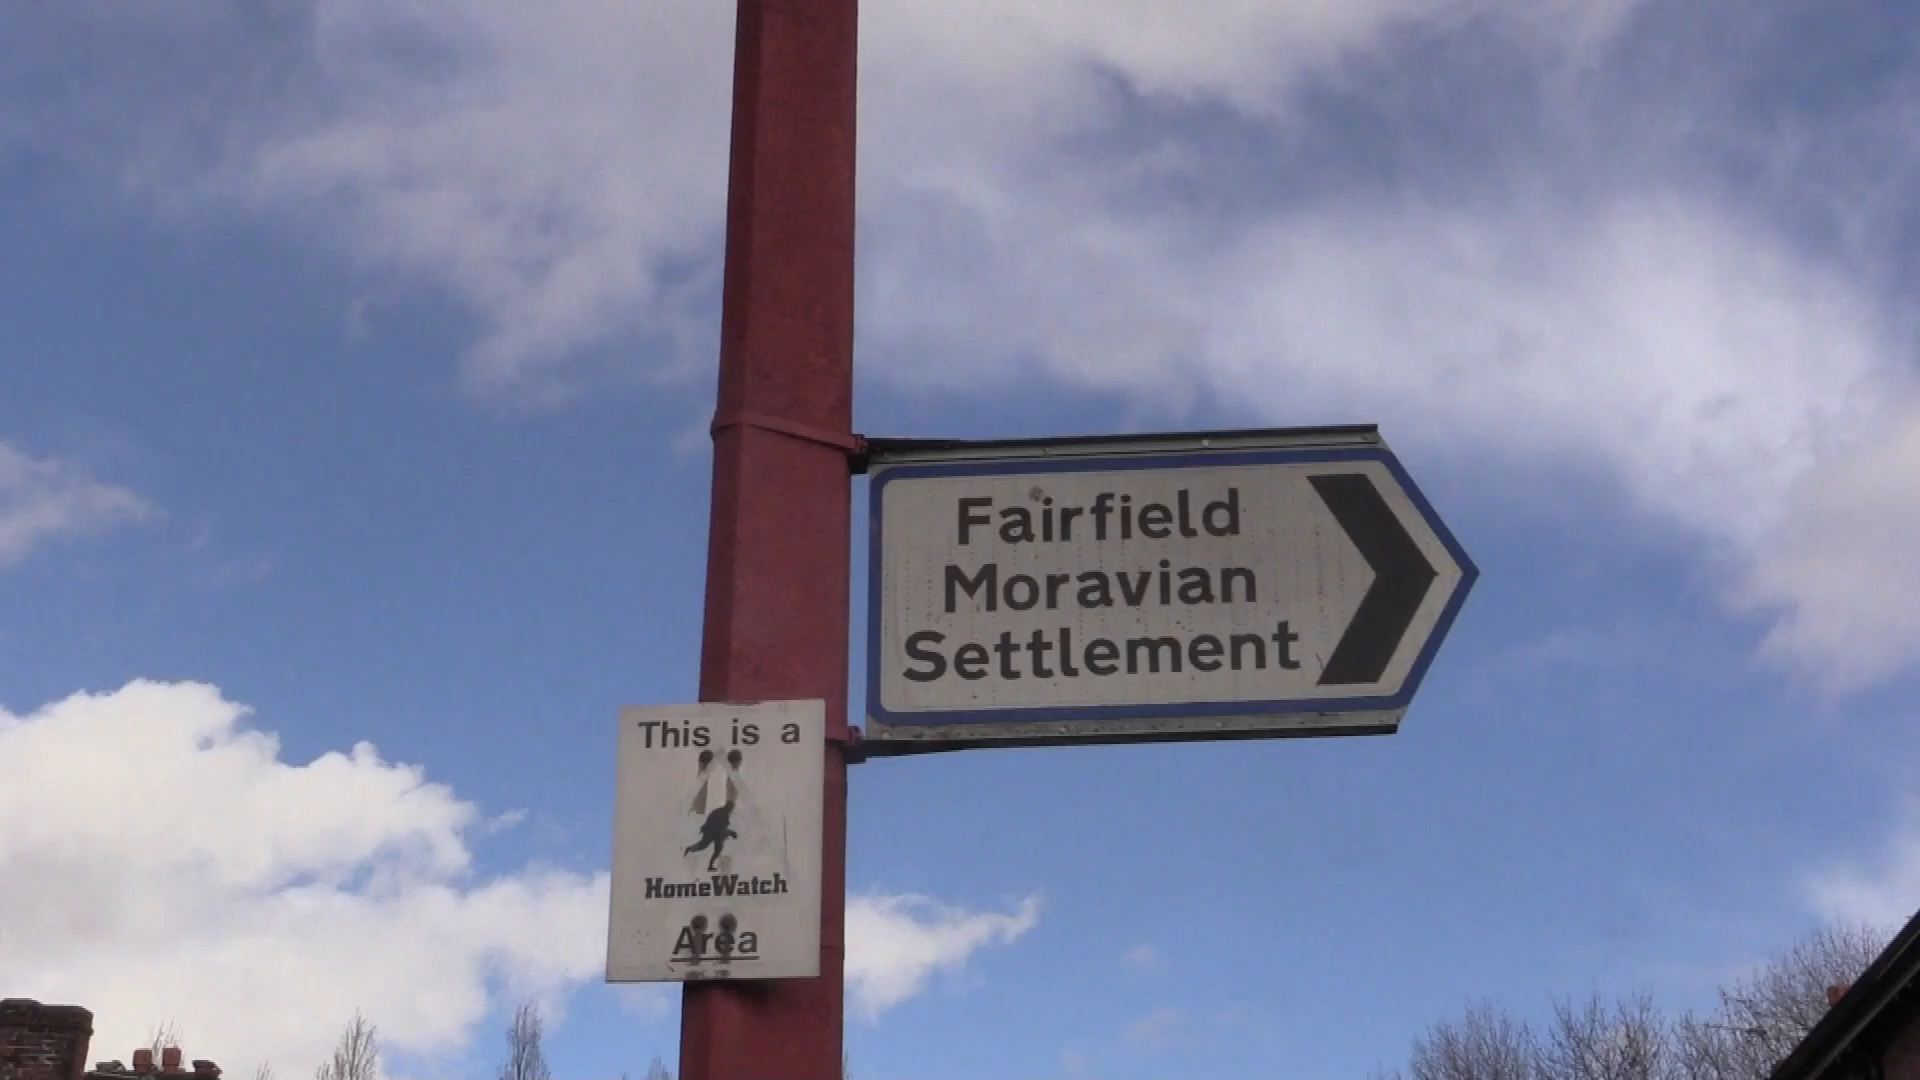 Fairfield
Moravian
Settlement
This is a
HomeWatch
Area